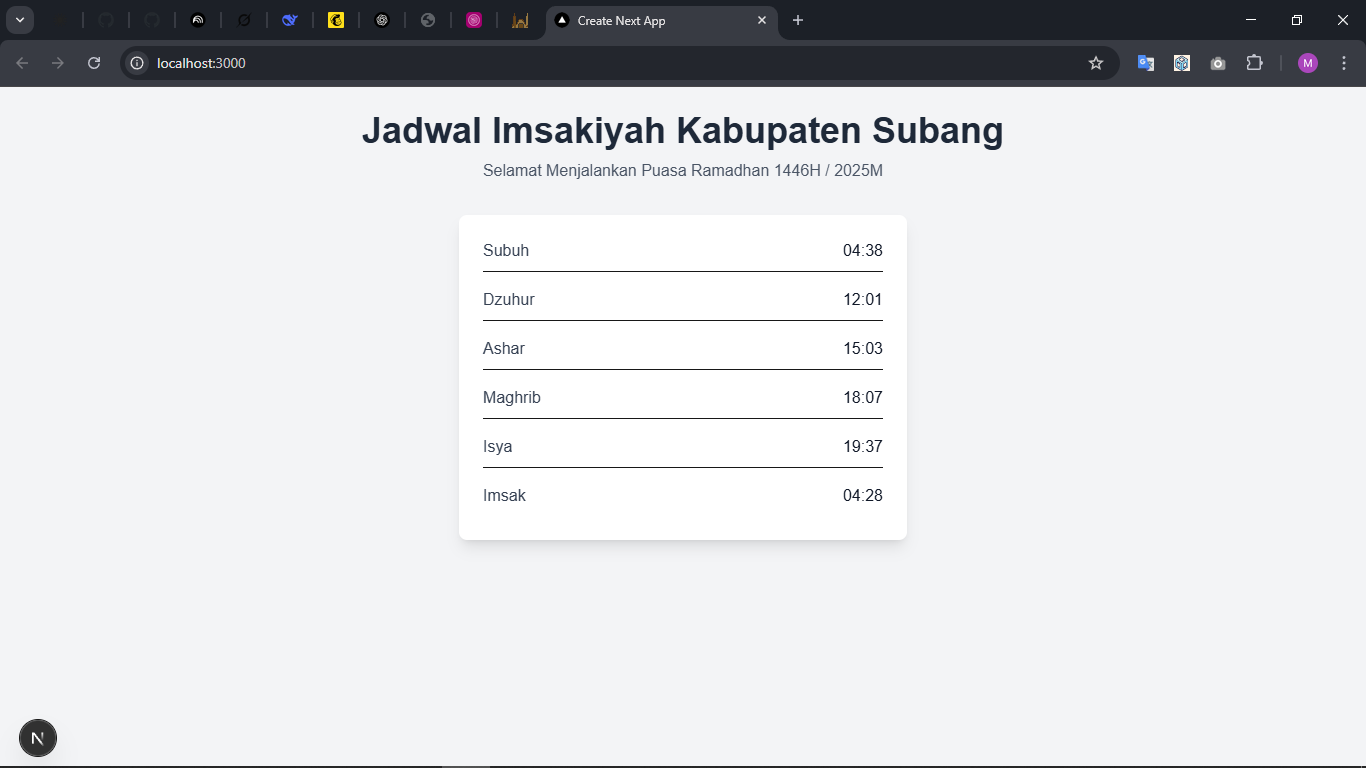 Create Next App
localhost:3000
M
Jadwal Imsakiyah Kabupaten Subang
Selamat Menjalankan Puasa Ramadhan 1446H / 2025M
Subuh 04:38
Dzuhur 12:01
Ashar 15:03
Maghrib 18:07
Isya 19:37
Imsak 04:28
N